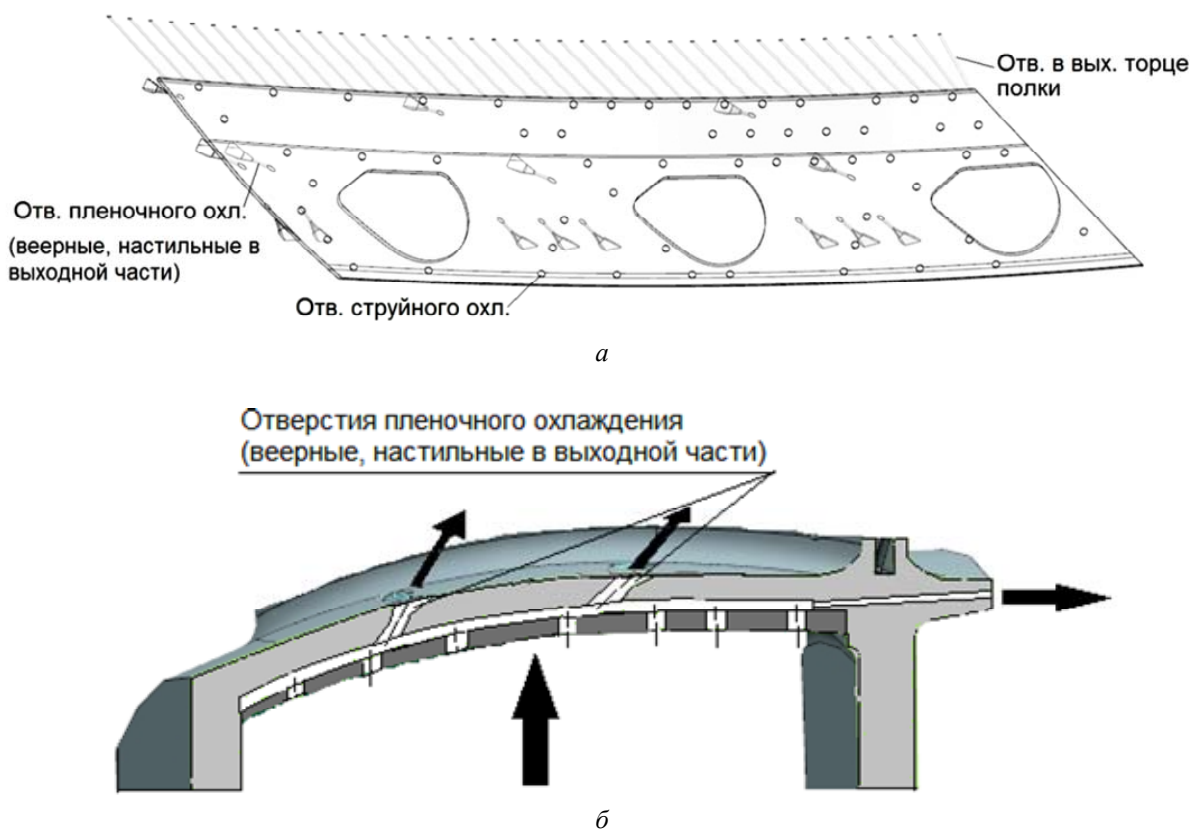 Отв. в вых. торце
полки
Отв. пленочного охл.
(веерные, настильные в
выходной части)
Отв. струйного охл.
а
Отверстия пленочного охлаждения
(веерные, настильные в выходной части)
б